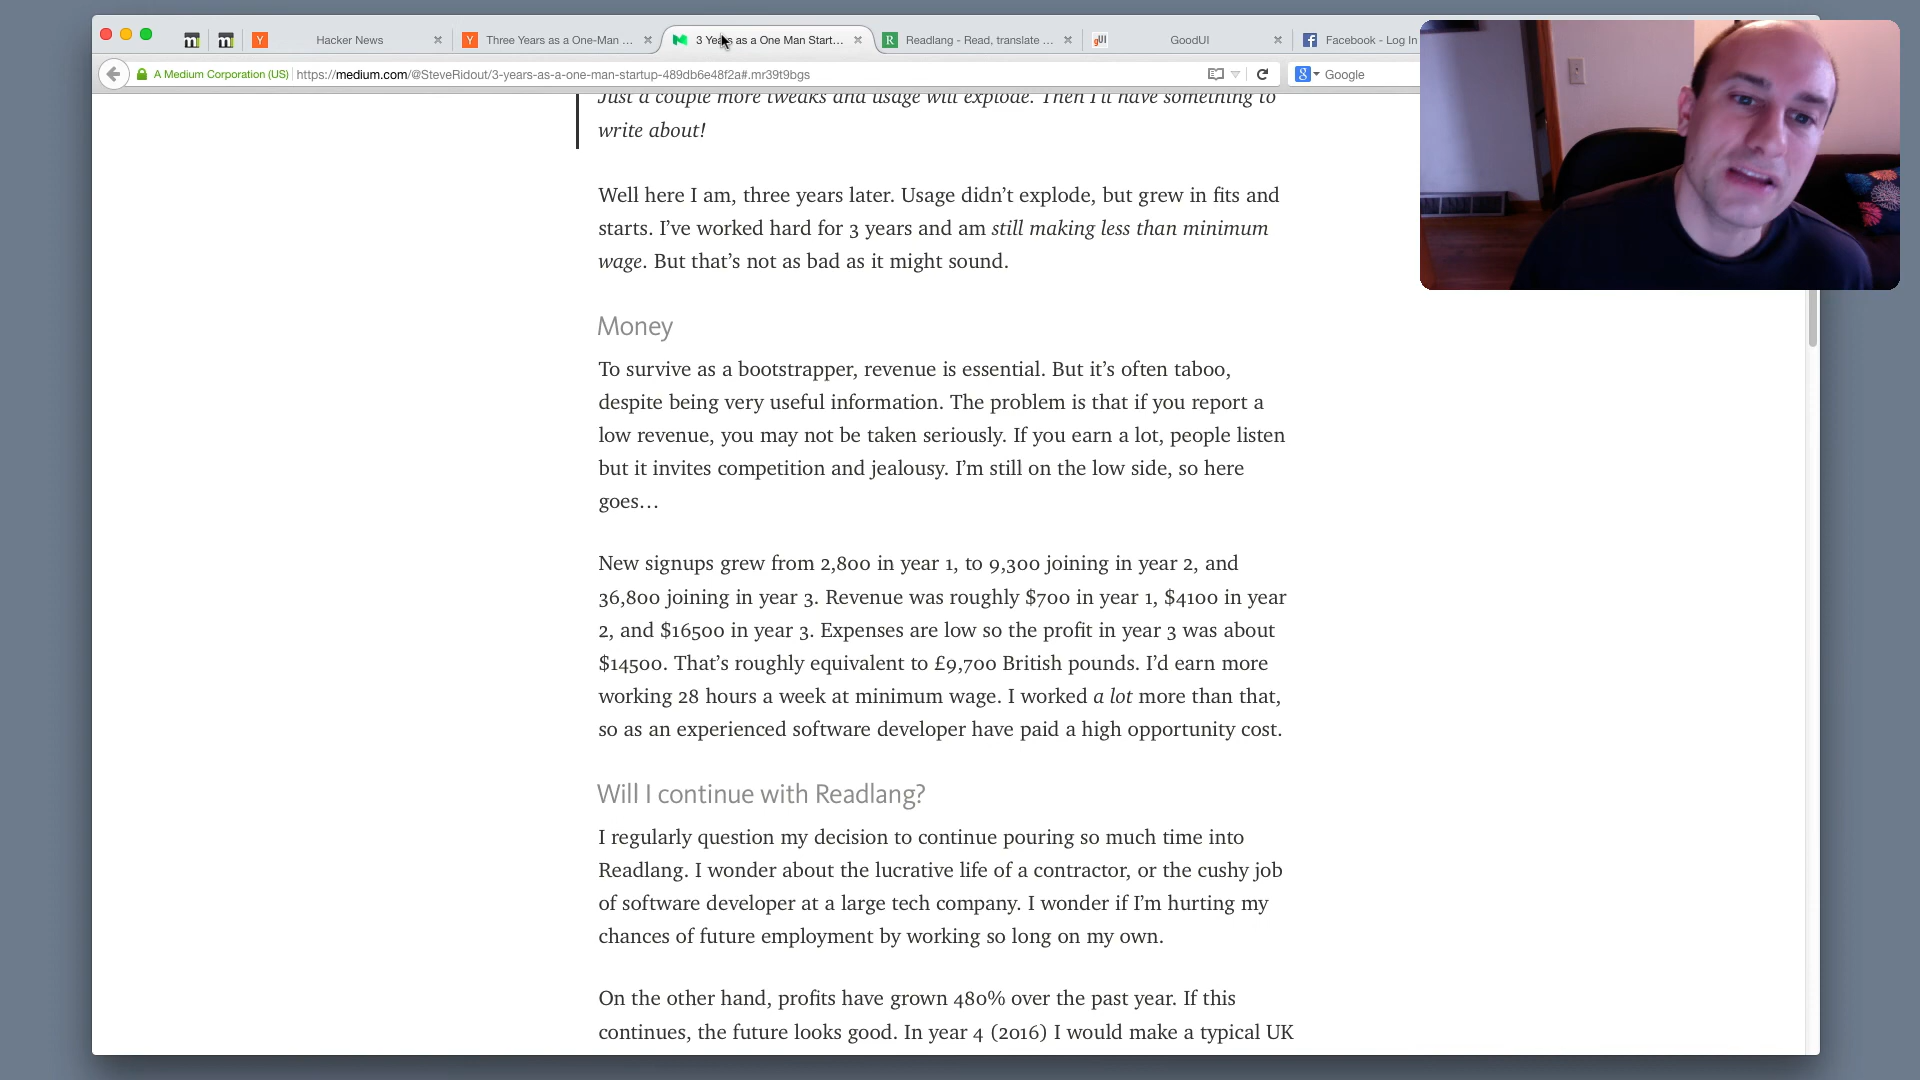 Hacker News
Three Years as a One-Man ...
3 Years as a One Man Start...
Readlang - Read, translate ...
GoodUI
Facebook - Log In
A Medium Corporation (US)
https://medium.com/@SteveRidout/3-years-as-a-one-man-startup-489db6e48f2a#.mr39t9bgs
Google
Just a couple more tweaks and usage will explode. Then I'll have something to
write about!
Well here I am, three years later. Usage didn’t explode, but grew in fits and
starts. I’ve worked hard for 3 years and am still making less than minimum
wage. But that’s not as bad as it might sound.
Money
To survive as a bootstrapper, revenue is essential. But it’s often taboo,
despite being very useful information. The problem is that if you report a
low revenue, you may not be taken seriously. If you earn a lot, people listen
but it invites competition and jealousy. I’m still on the low side, so here
goes…
New signups grew from 2,800 in year 1, to 9,300 joining in year 2, and
36,800 joining in year 3. Revenue was roughly $700 in year 1, $4100 in year
2, and $16500 in year 3. Expenses are low so the profit in year 3 was about
$14500. That’s roughly equivalent to £9,700 British pounds. I’d earn more
working 28 hours a week at minimum wage. I worked a lot more than that,
so as an experienced software developer have paid a high opportunity cost.
Will I continue with Readlang?
I regularly question my decision to continue pouring so much time into
Readlang. I wonder about the lucrative life of a contractor, or the cushy job
of software developer at a large tech company. I wonder if I’m hurting my
chances of future employment by working so long on my own.
On the other hand, profits have grown 480% over the past year. If this
continues, the future looks good. In year 4 (2016) I would make a typical UK